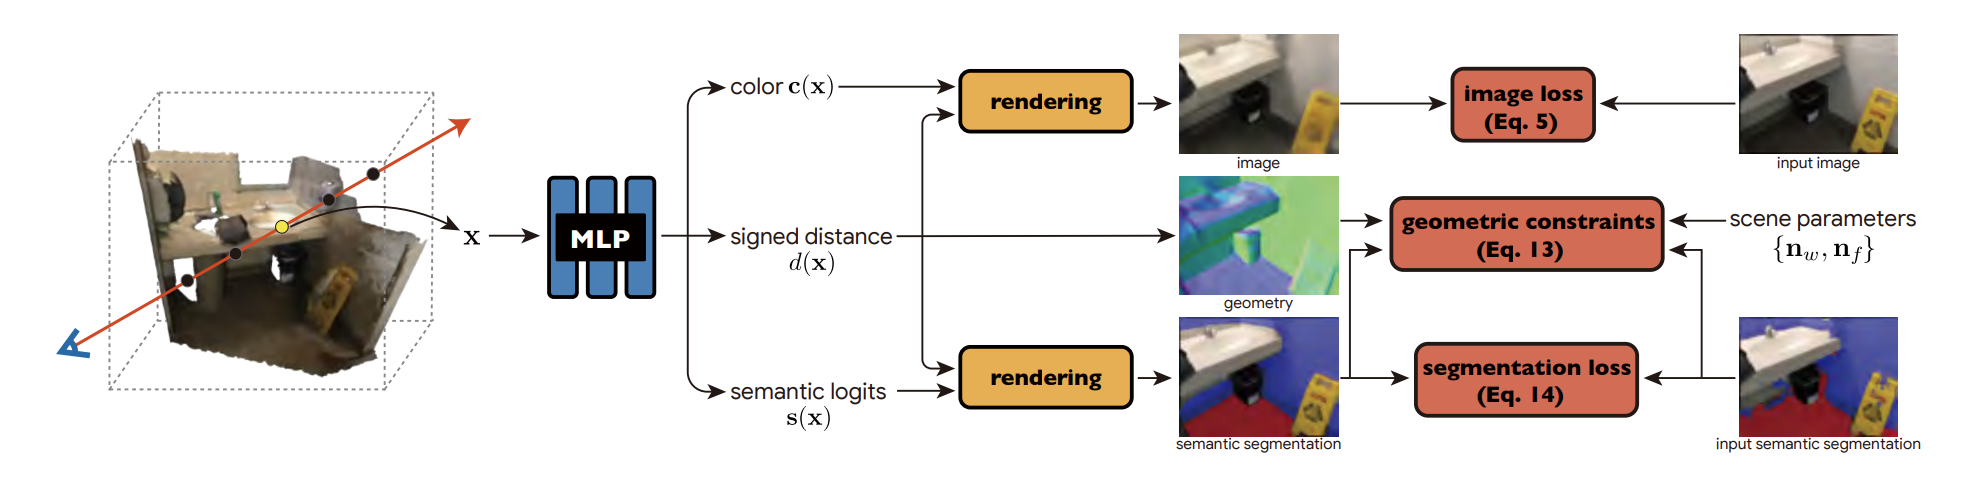 color c(x)
rendering
image loss
(Eq. 5)
image
input image
x
MLP
signed distance
d(x)
geometric constraints
(Eq. 13)
scene parameters
{n_w, n_f}
geometry
semantic logits
s(x)
rendering
segmentation loss
(Eq. 14)
semantic segmentation
input semantic segmentation